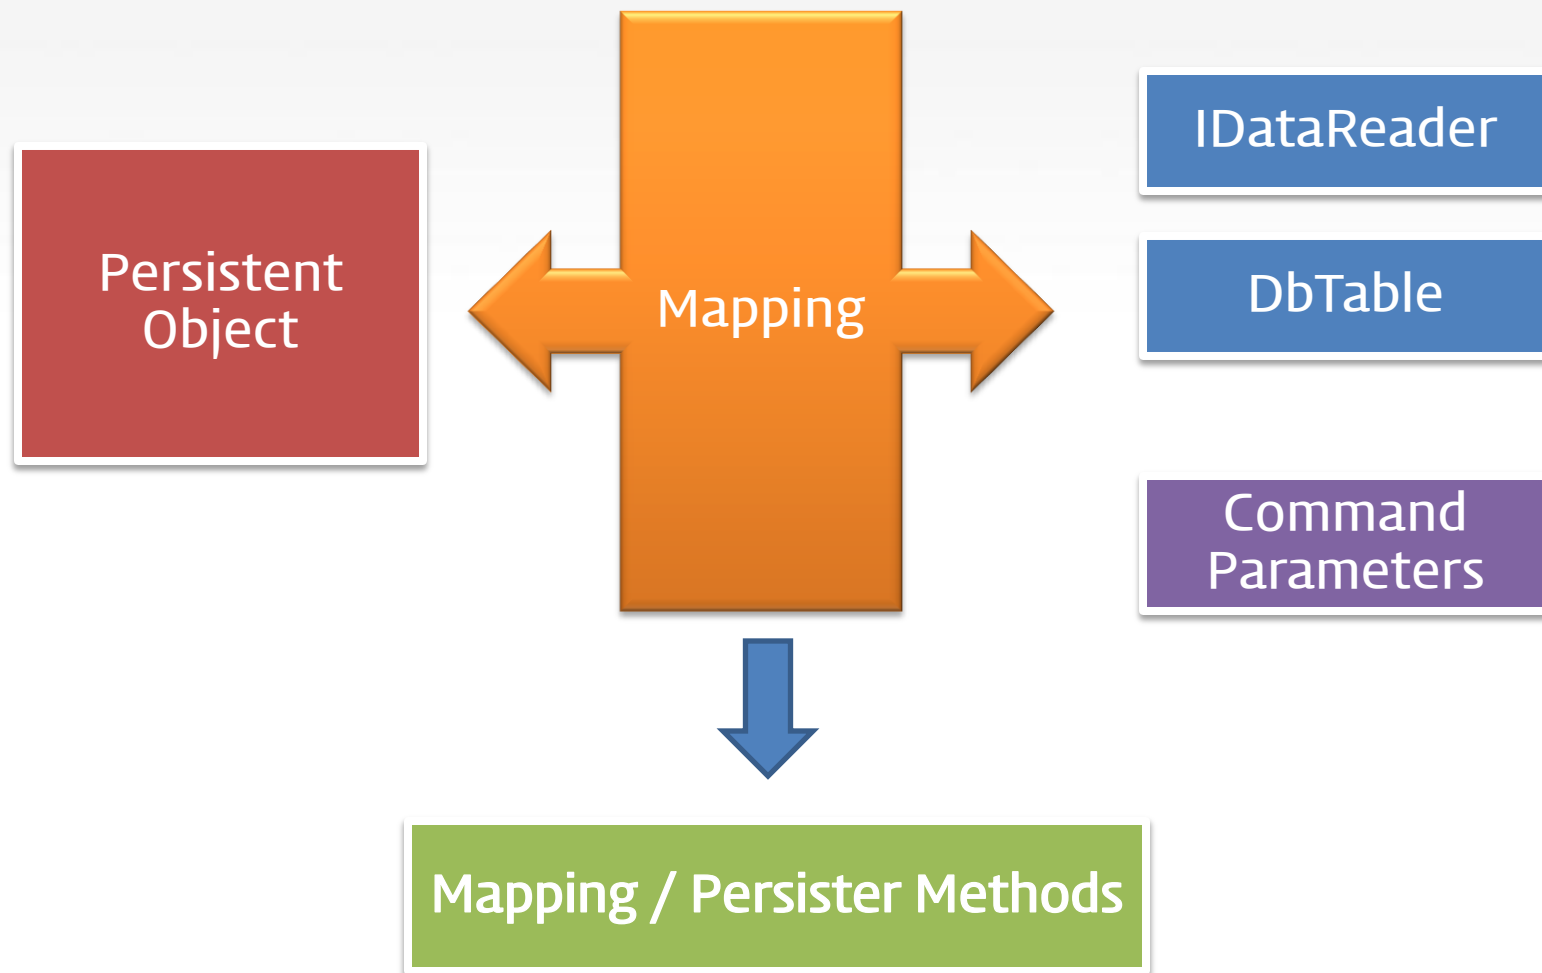 Persistent
Object
Mapping
IDataReader
DbTable
Command
Parameters
Mapping / Persister Methods